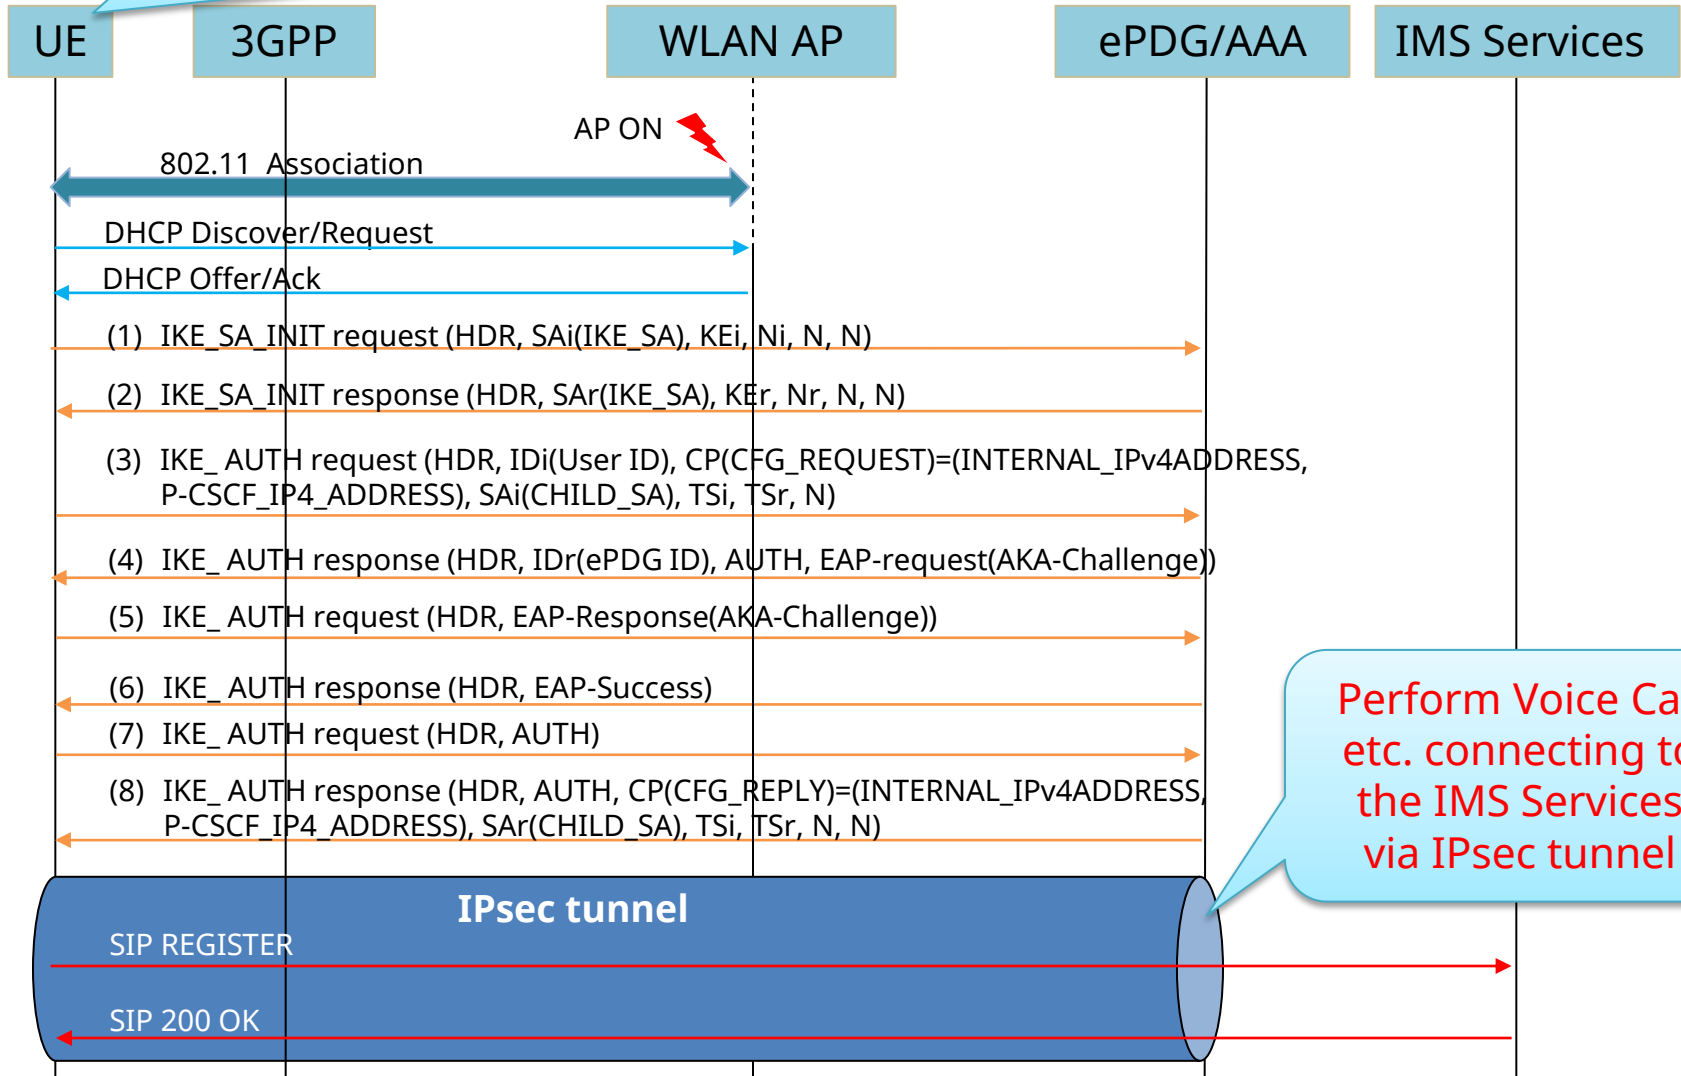 UE
3GPP
WLAN AP
ePDG/AAA
IMS Services
AP ON
802.11 Association
DHCP Discover/Request
DHCP Offer/Ack
(1) IKE_SA_INIT request (HDR, SAi(IKE_SA), KEi, Ni, N, N)
(2) IKE_SA_INIT response (HDR, SAr(IKE_SA), KEr, Nr, N, N)
(3) IKE_ AUTH request (HDR, IDi(User ID), CP(CFG_REQUEST)=(INTERNAL_IPv4ADDRESS,
P-CSCF_IP4_ADDRESS), SAi(CHILD_SA), TSi, TSr, N)
(4) IKE_ AUTH response (HDR, IDr(ePDG ID), AUTH, EAP-request(AKA-Challenge))
(5) IKE_ AUTH request (HDR, EAP-Response(AKA-Challenge))
(6) IKE_ AUTH response (HDR, EAP-Success)
(7) IKE_ AUTH request (HDR, AUTH)
(8) IKE_ AUTH response (HDR, AUTH, CP(CFG_REPLY)=(INTERNAL_IPv4ADDRESS,
P-CSCF_IP4_ADDRESS), SAr(CHILD_SA), TSi, TSr, N, N)
Perform Voice Ca
etc. connecting to
the IMS Services
via IPsec tunnel
IPsec tunnel
SIP REGISTER
SIP 200 OK